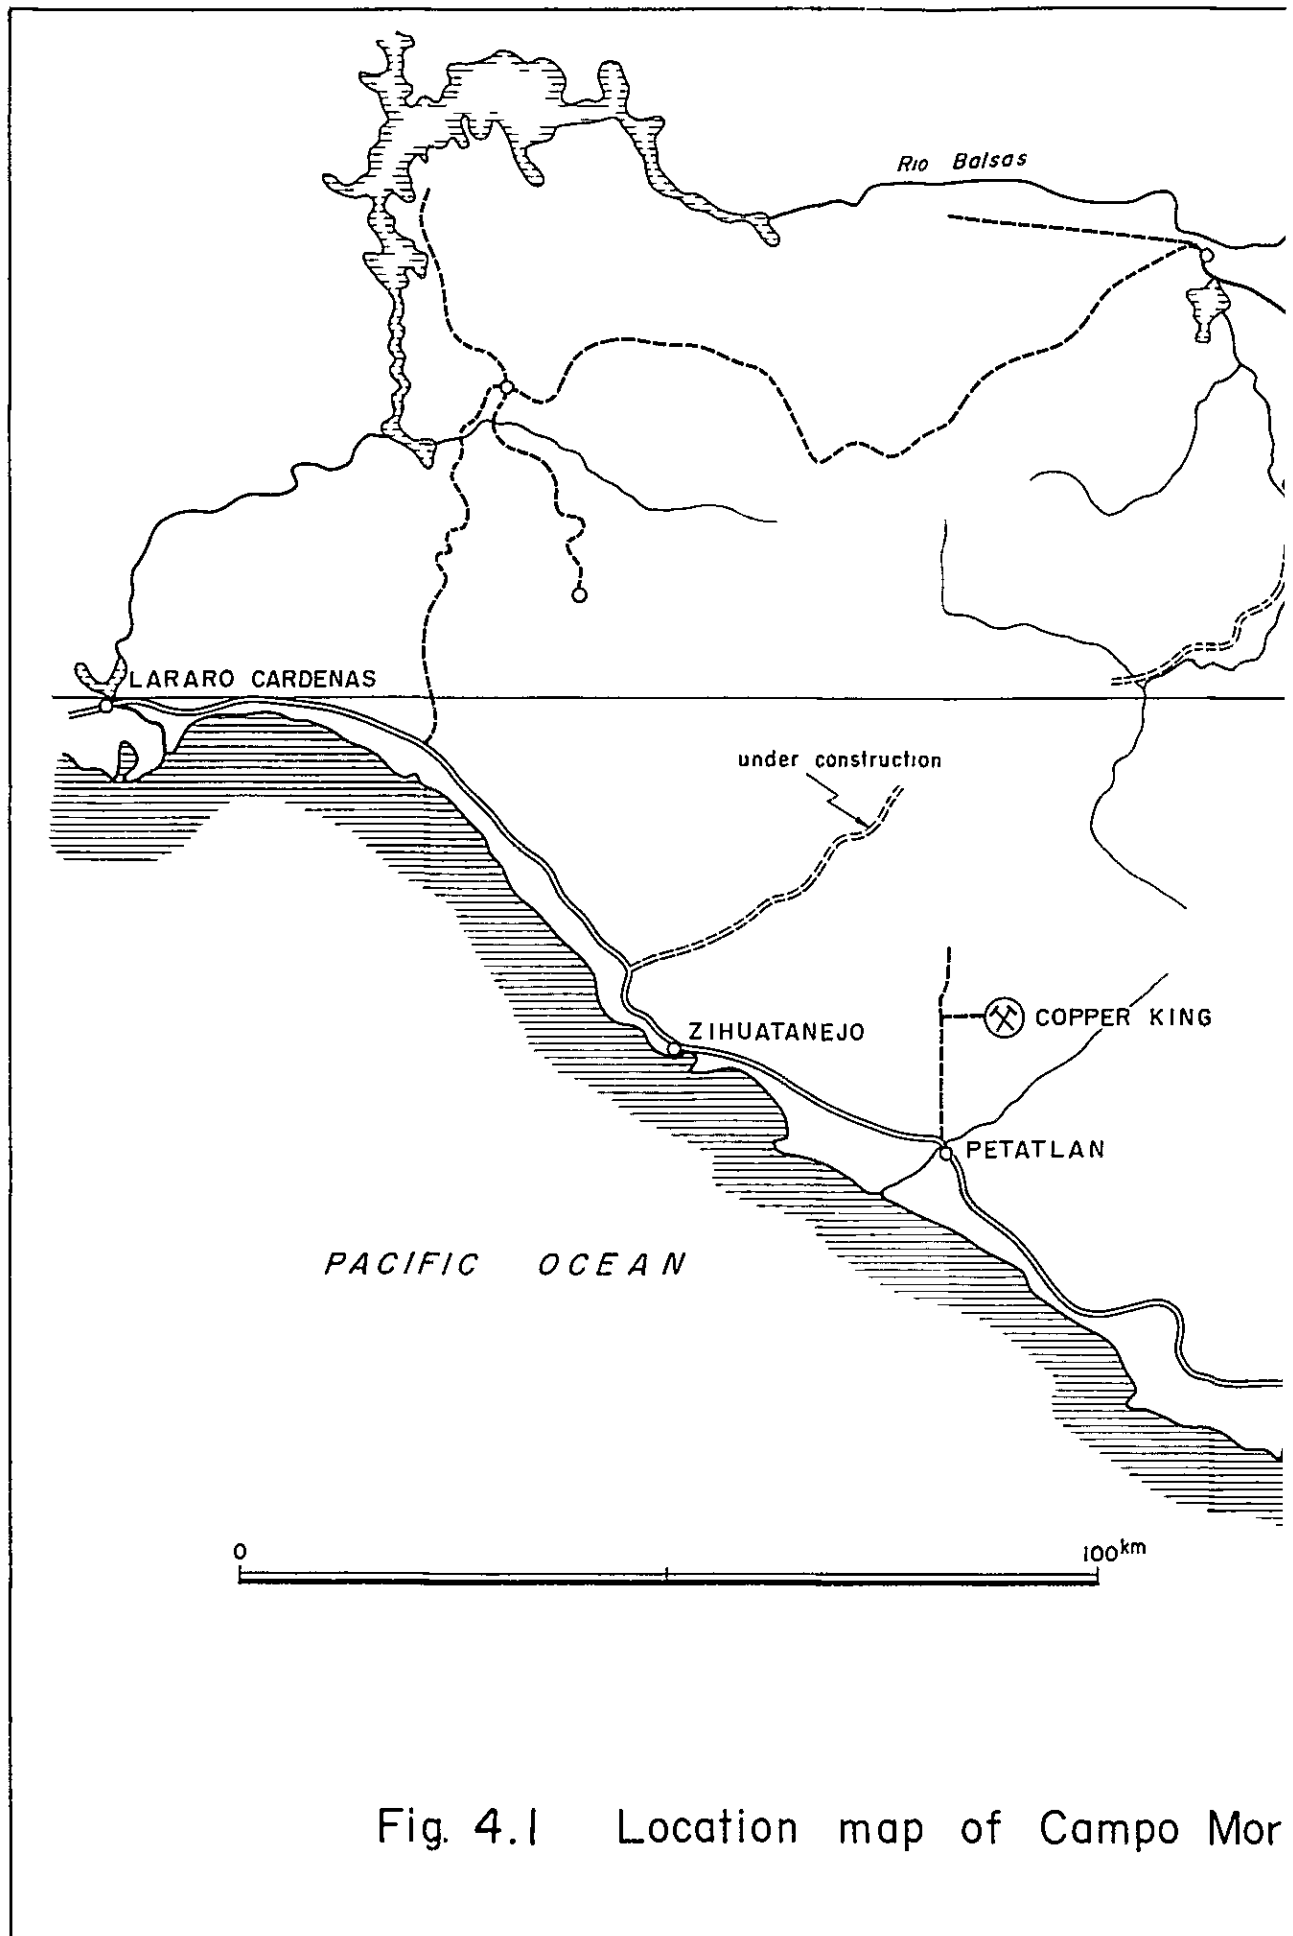 Rio Balsas
LARARO CARDENAS
under construction
COPPER KING
ZIHUATANEJO
PETATLAN
PACIFIC OCEAN
0 100km
Fig. 4.1 Location map of Campo Mor